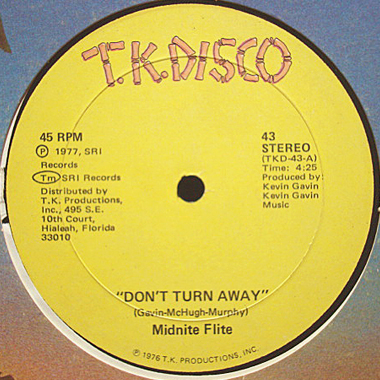 T.K.DISCO
45 RPM
Ⓟ 1977, SRI
Records
Tm SRI Records
Distributed by
T.K. Productions,
Inc., 495 S.E.
10th Court,
Hialeah, Florida
33010
43
STEREO
(TKD-43-A)
Time: 4:25
Produced by:
Kevin Gavin
Music
"DON'T TURN AWAY"
(Gavin-McHugh-Murphy)
Midnite Flite
Ⓟ 1976 T.K. PRODUCTIONS, INC.